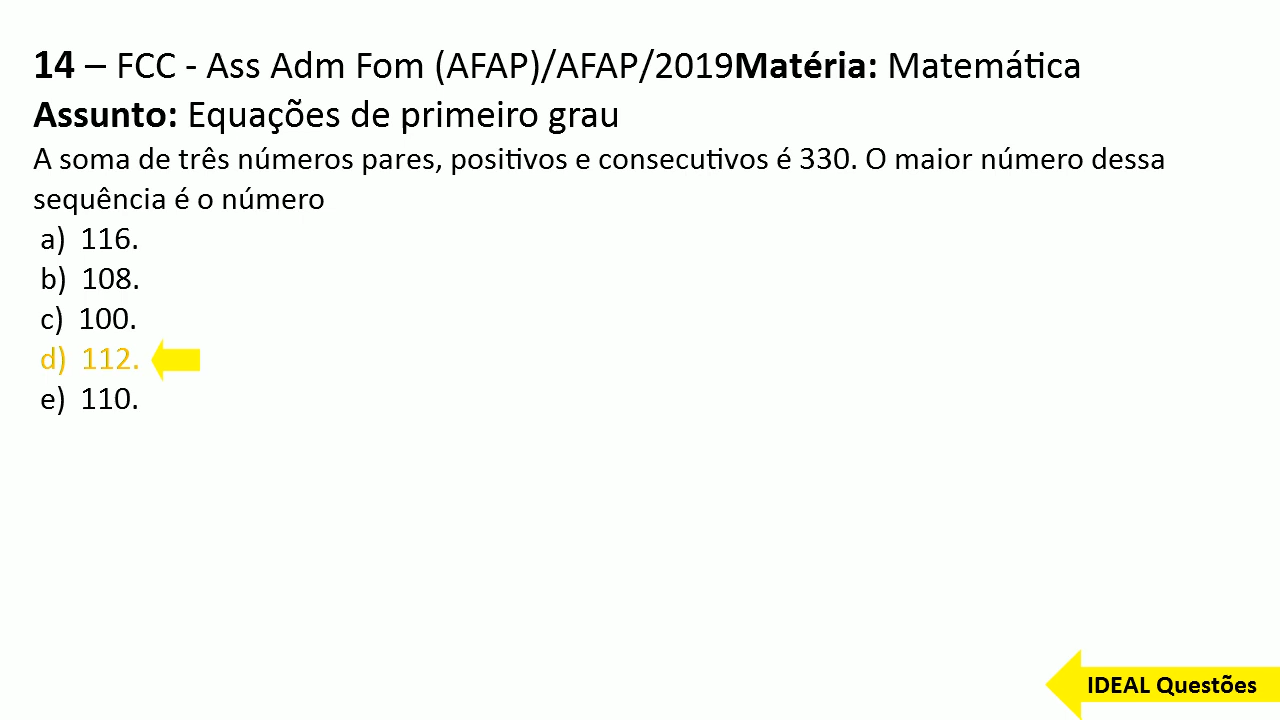 14 – FCC - Ass Adm Fom (AFAP)/AFAP/2019Matéria: Matemática
Assunto: Equações de primeiro grau
A soma de três números pares, positivos e consecutivos é 330. O maior número dessa
sequência é o número
a) 116.
b) 108.
c) 100.
d) 112.
e) 110.
IDEAL Questões